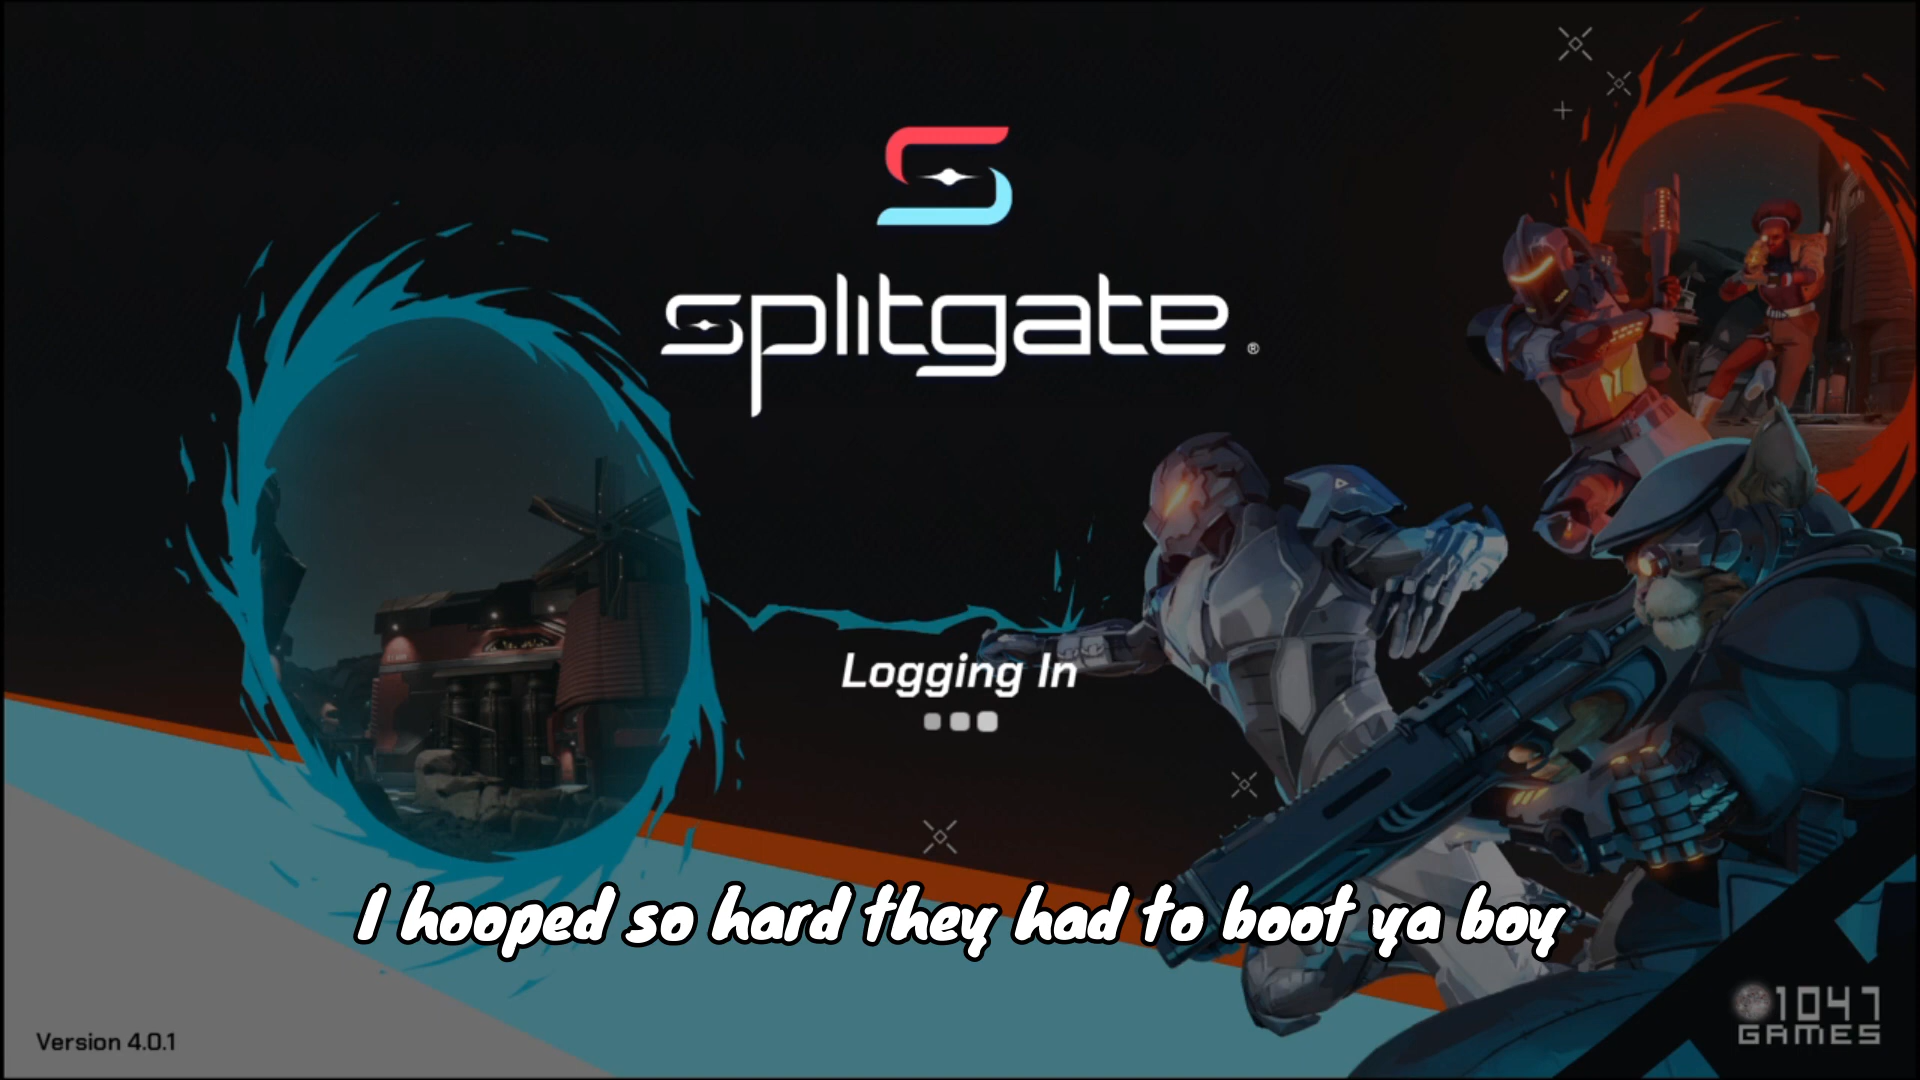 splitgate®
Logging In
I hooped so hard they had to boot ya boy
Version 4.0.1
1047
GAMES